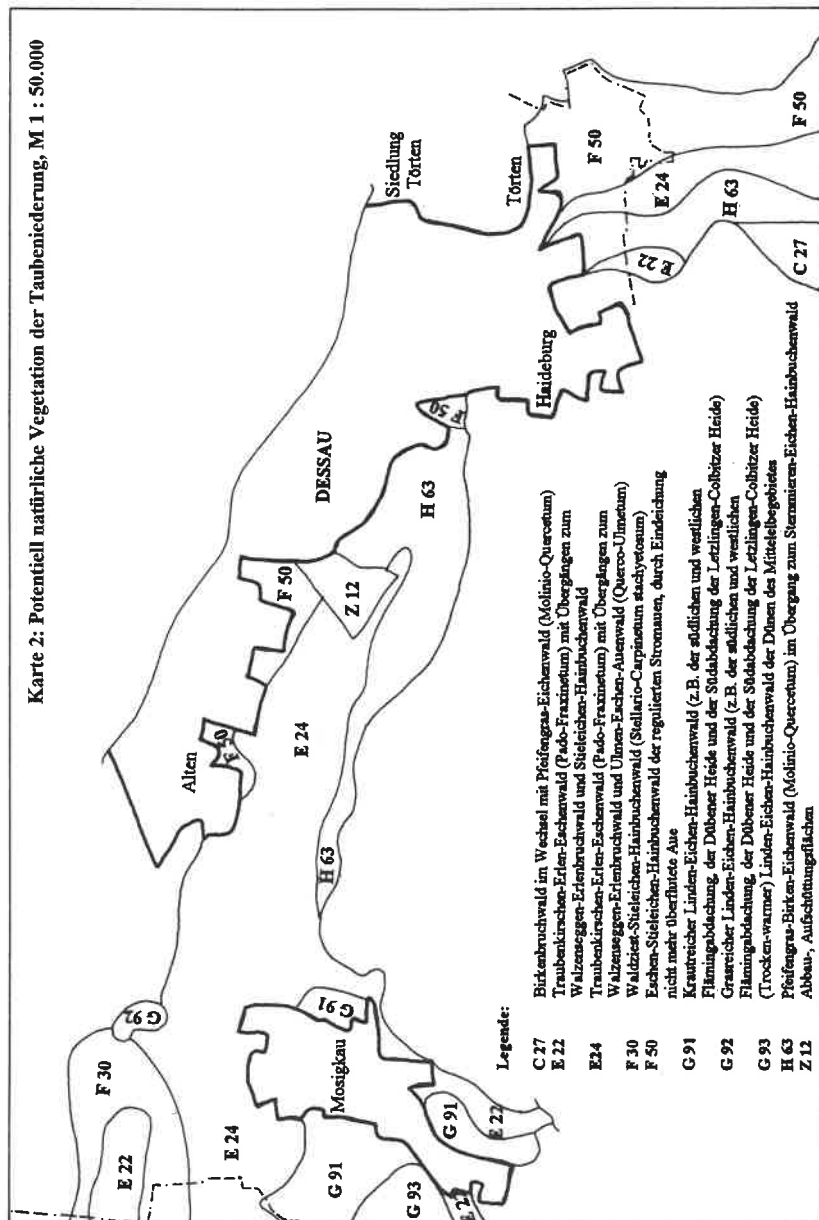 Karte 2: Potentiell natürliche Vegetation der Taubeniederung, M 1 : 50.000
Siedlung
Törten
Törten
F 50
F 50
E 24
H 63
C 27
E 22
Haideburg
DESSAU
F 50
H 63
F 50
Z 12
E 24
Alten
F 50
H 63
G 92
F 30
E 22
E 24
G 91
Mosigkau
G 91
G 91
E 22
G 93
E 22
Legende:
C 27 Birkenbruchwald im Wechsel mit Pfeifengras-Eichenwald (Molinio-Quercetum)
E 22 Traubenkirschen-Erlen-Eschenwald (Pado-Fraxinetum) mit Übergängen zum
Walzenseggen-Erlenbruchwald und Stieleichen-Hainbuchenwald
E24 Traubenkirschen-Erlen-Eschenwald (Pado-Fraxinetum) mit Übergängen zum
Walzenseggen-Erlenbruchwald und Ulmen-Eschen-Auenwald (Querco-Ulmetum)
F 30 Waldziest-Stieleichen-Hainbuchenwald (Stellario-Carpinetum stachyetosum)
F 50 Eschen-Stieleichen-Hainbuchenwald der regulierten Stromauen, durch Eindeichung
nicht mehr überflutete Aue
G 91 Krautreicher Linden-Eichen-Hainbuchenwald (z.B. der südlichen und westlichen
Flämingabdachung, der Dübener Heide und der Südabdachung der Letzlingen-Colbitzer Heide)
G 92 Grasreicher Linden-Eichen-Hainbuchenwald (z.B. der südlichen und westlichen
Flämingabdachung, der Dübener Heide und der Südabdachung der Letzlingen-Colbitzer Heide)
G 93 (Trocken-warmer) Linden-Eichen-Hainbuchenwald der Dünen des Mittelelbegebietes
H 63 Pfeifengras-Birken-Eichenwald (Molinio-Quercetum) im Übergang zum Sternmieren-Eichen-Hainbuchenwald
Z 12 Abbau-, Aufschüttungsflächen